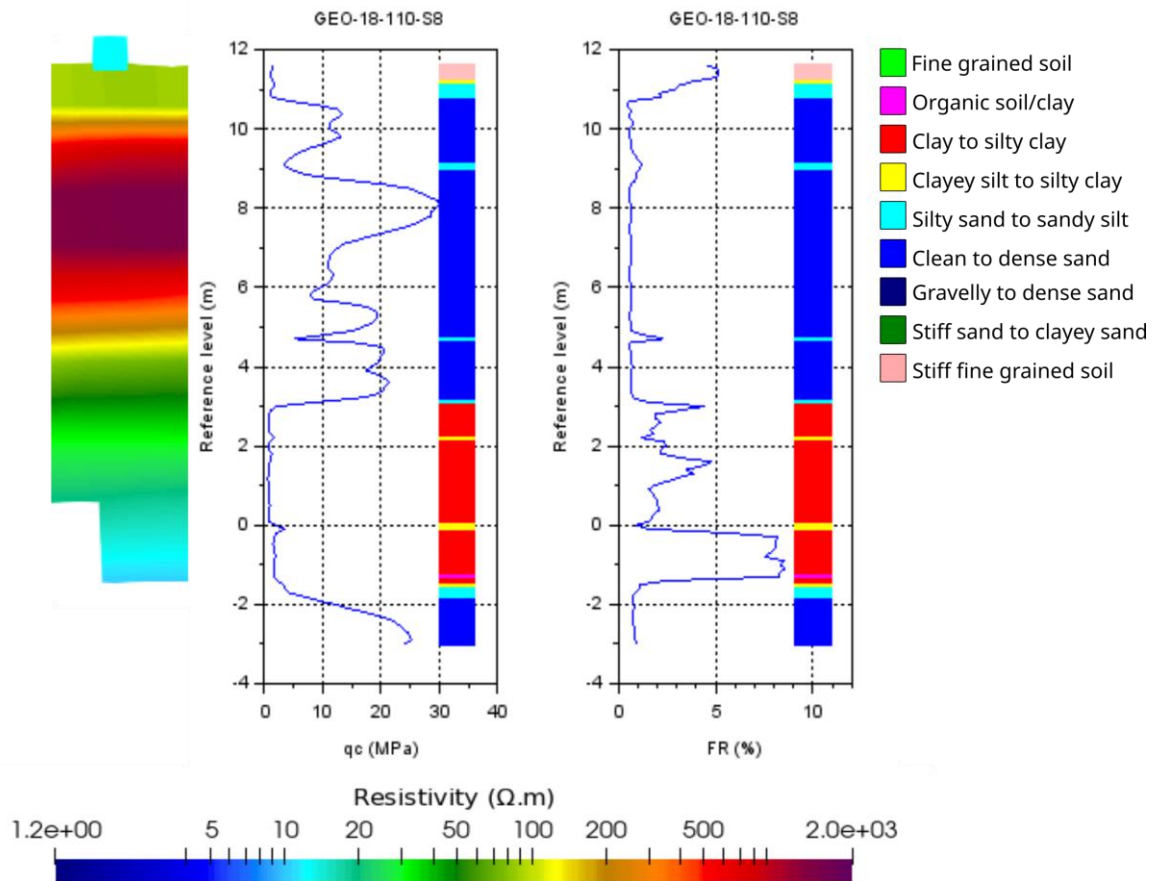 GEO-18-110-S8
GEO-18-110-S8
12
10
8
6
4
2
0
-2
-4
Reference level (m)
0 10 20 30 40
qc (MPa)
12
10
8
6
4
2
0
-2
-4
Reference level (m)
0 5 10
FR (%)
Fine grained soil
Organic soil/clay
Clay to silty clay
Clayey silt to silty clay
Silty sand to sandy silt
Clean to dense sand
Gravelly to dense sand
Stiff sand to clayey sand
Stiff fine grained soil
Resistivity (Ω.m)
1.2e+00 5 10 20 50 100 200 500 2.0e+03